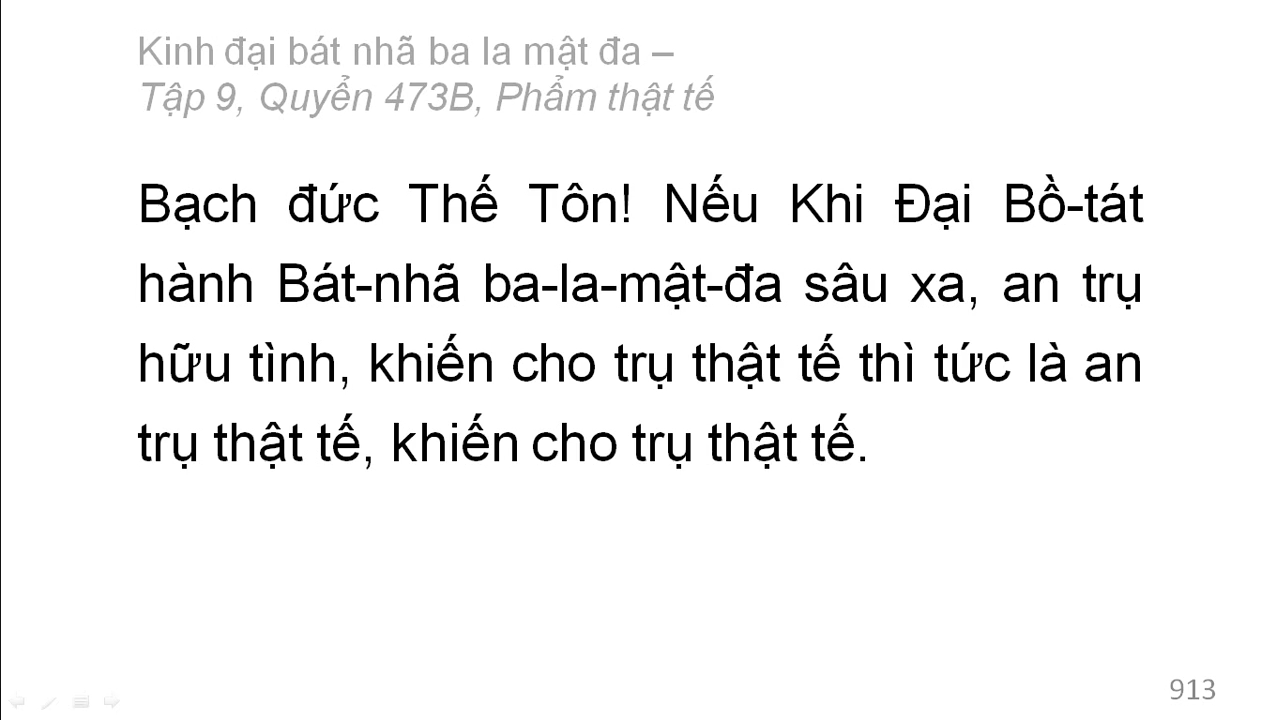 Kinh đại bát nhã ba la mật đa –
Tập 9, Quyển 473B, Phẩm thật tế
Bạch đức Thế Tôn! Nếu Khi Đại Bồ-tát
hành Bát-nhã ba-la-mật-đa sâu xa, an trụ
hữu tình, khiến cho trụ thật tế thì tức là an
trụ thật tế, khiến cho trụ thật tế.
913